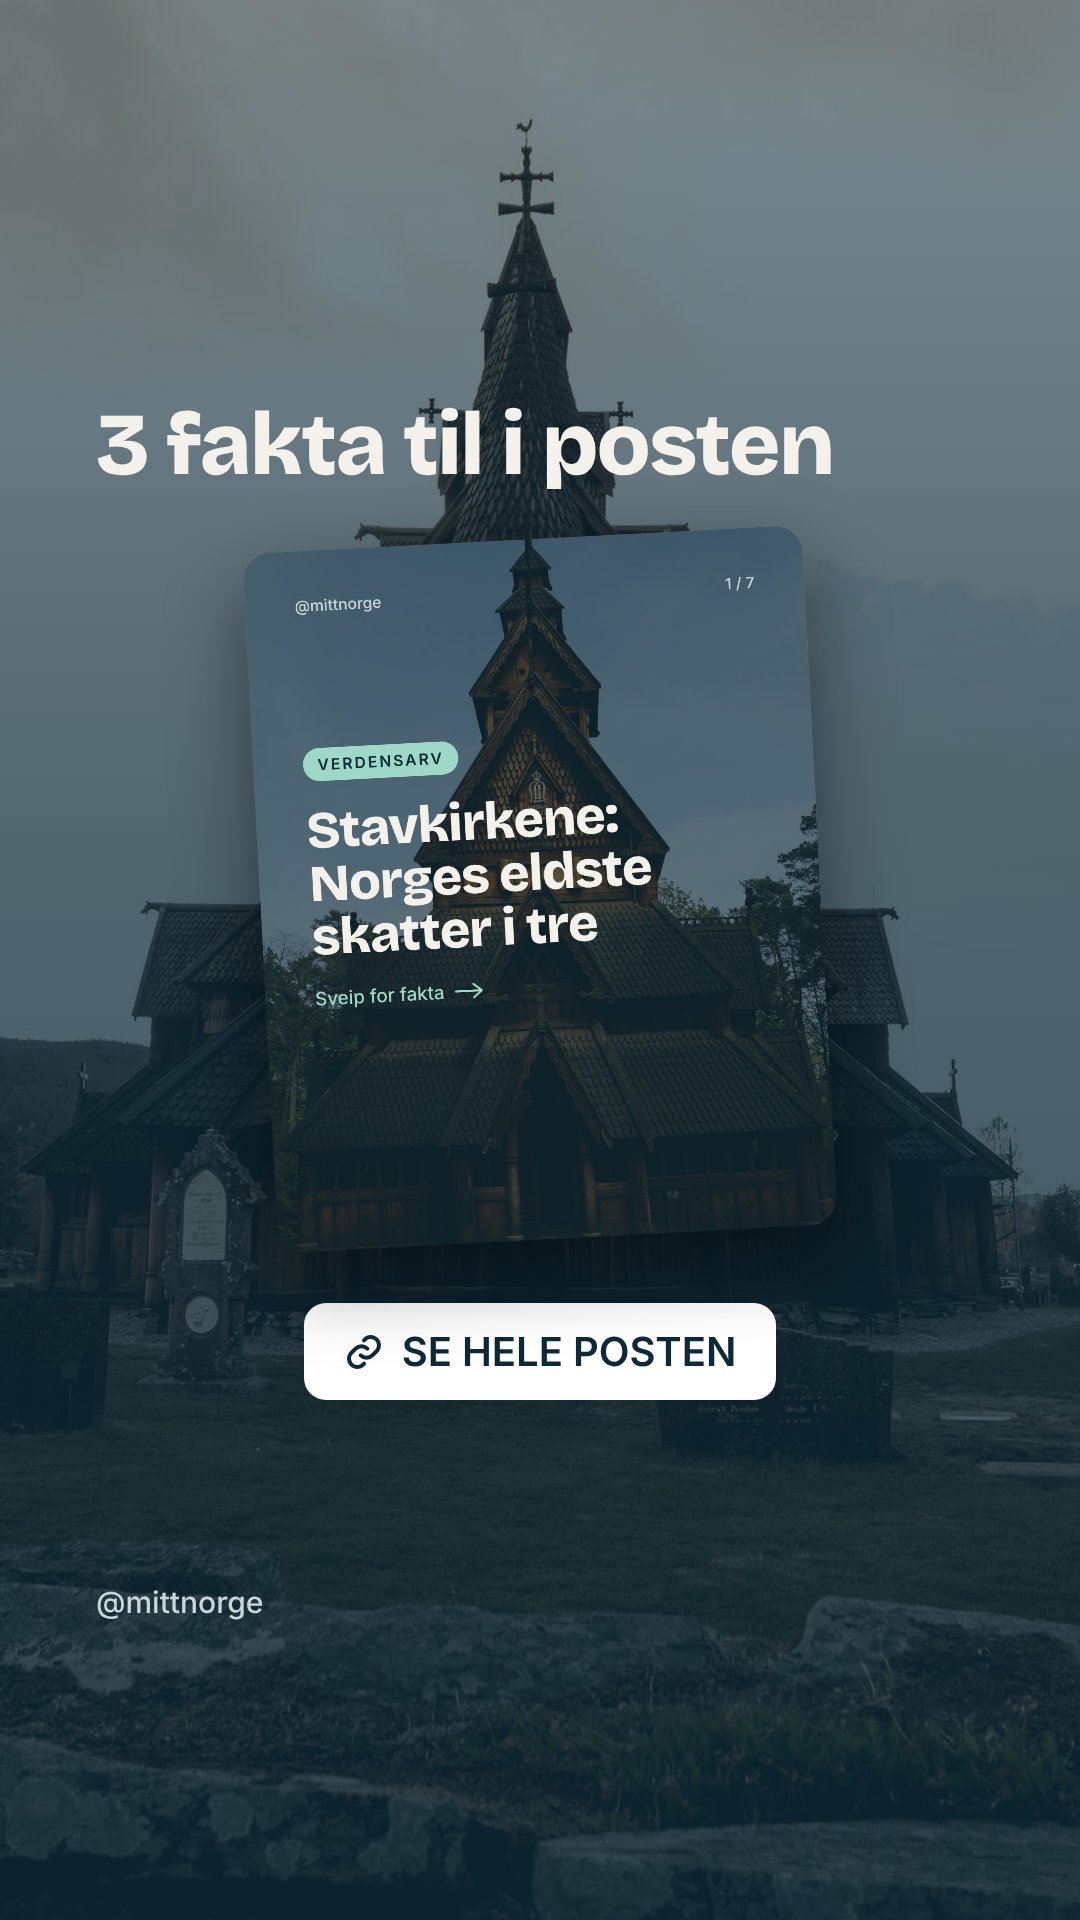 3 fakta til i posten
@mittnorge
1 / 7
VERDENSARV
Stavkirkene:
Norges eldste
skatter i tre
Sveip for fakta →
SE HELE POSTEN
@mittnorge